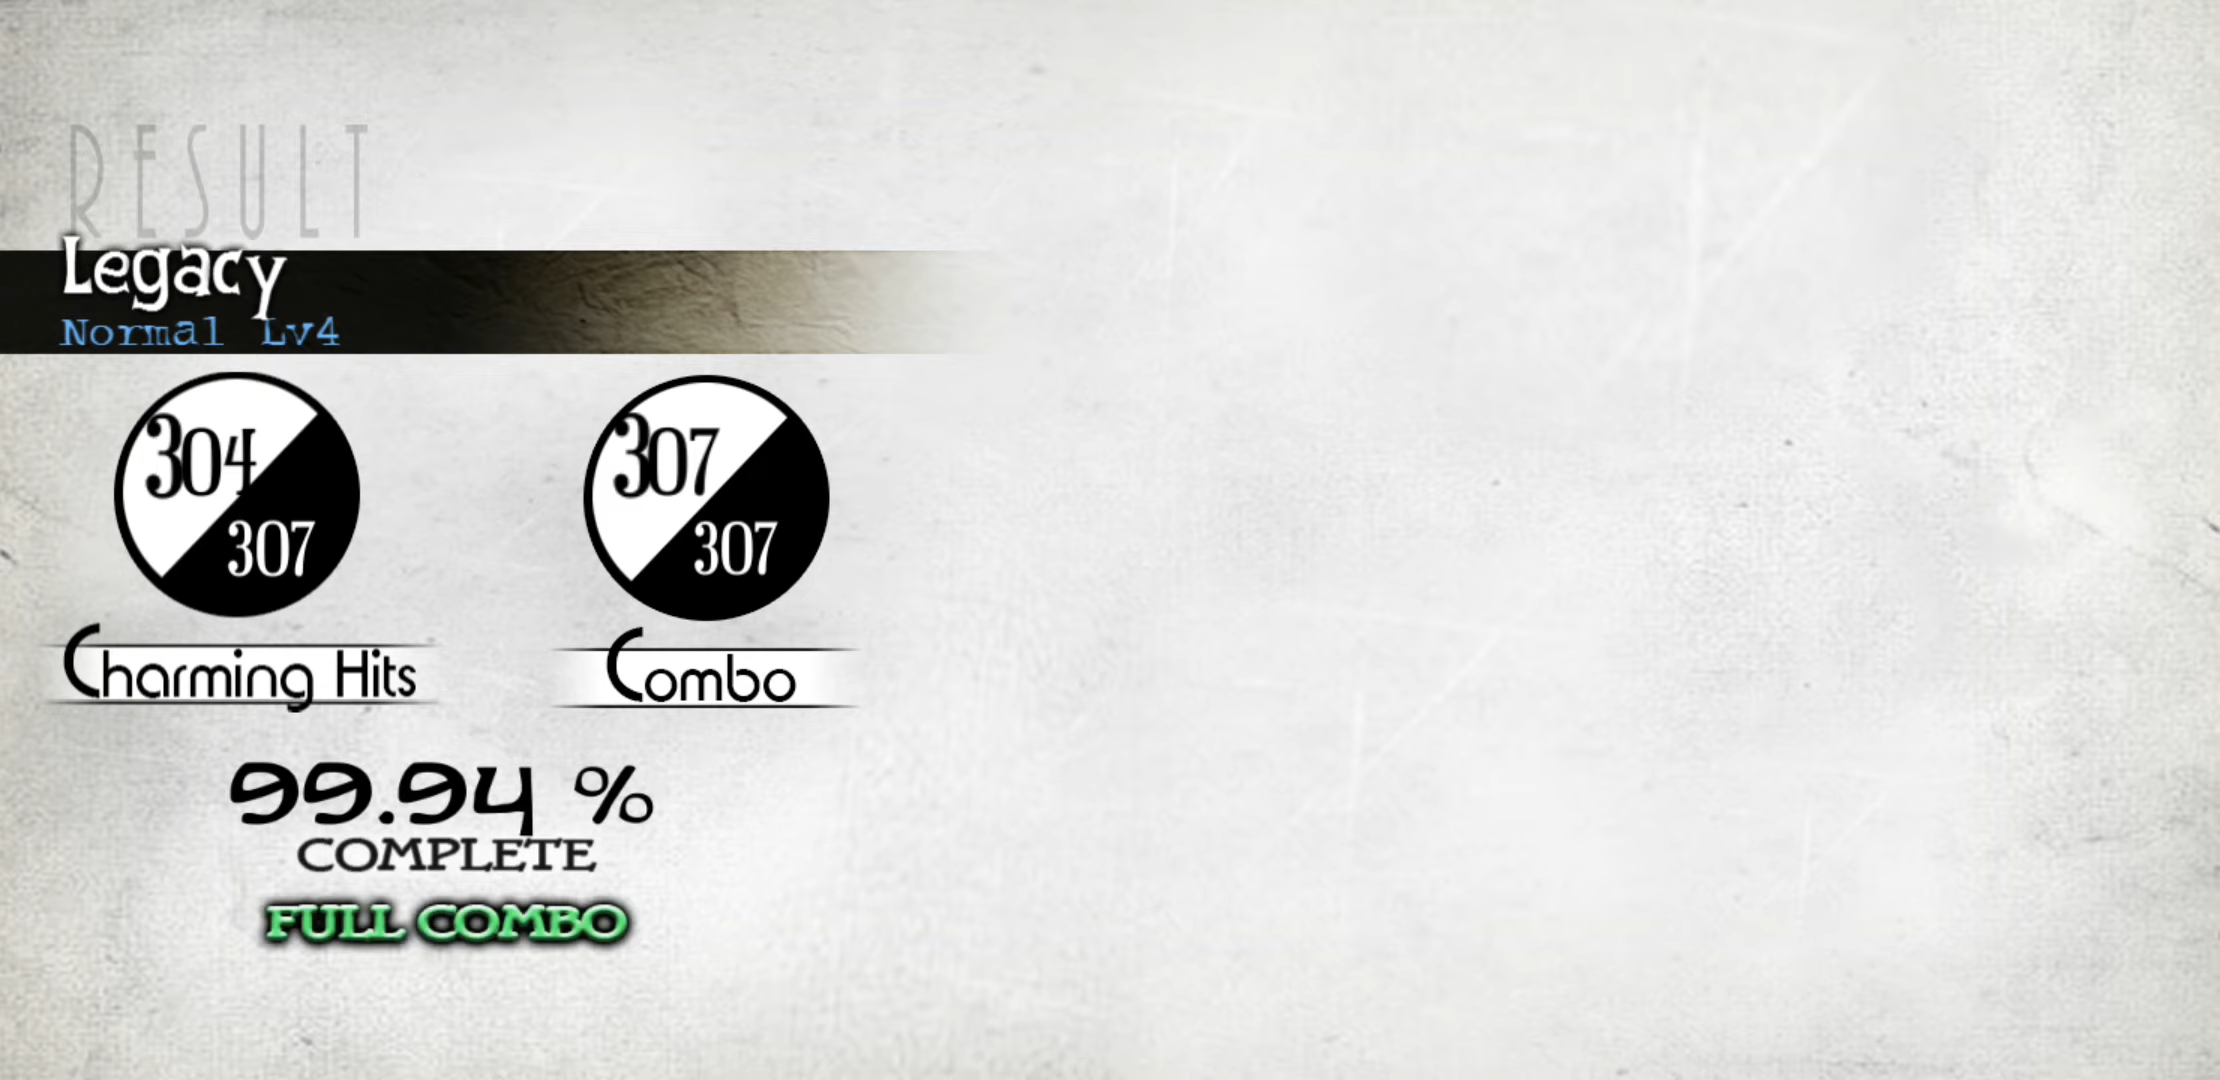 RESULT
Legacy
Normal Lv4
304
307
307
307
Charming Hits
Combo
99.94 %
COMPLETE
FULL COMBO